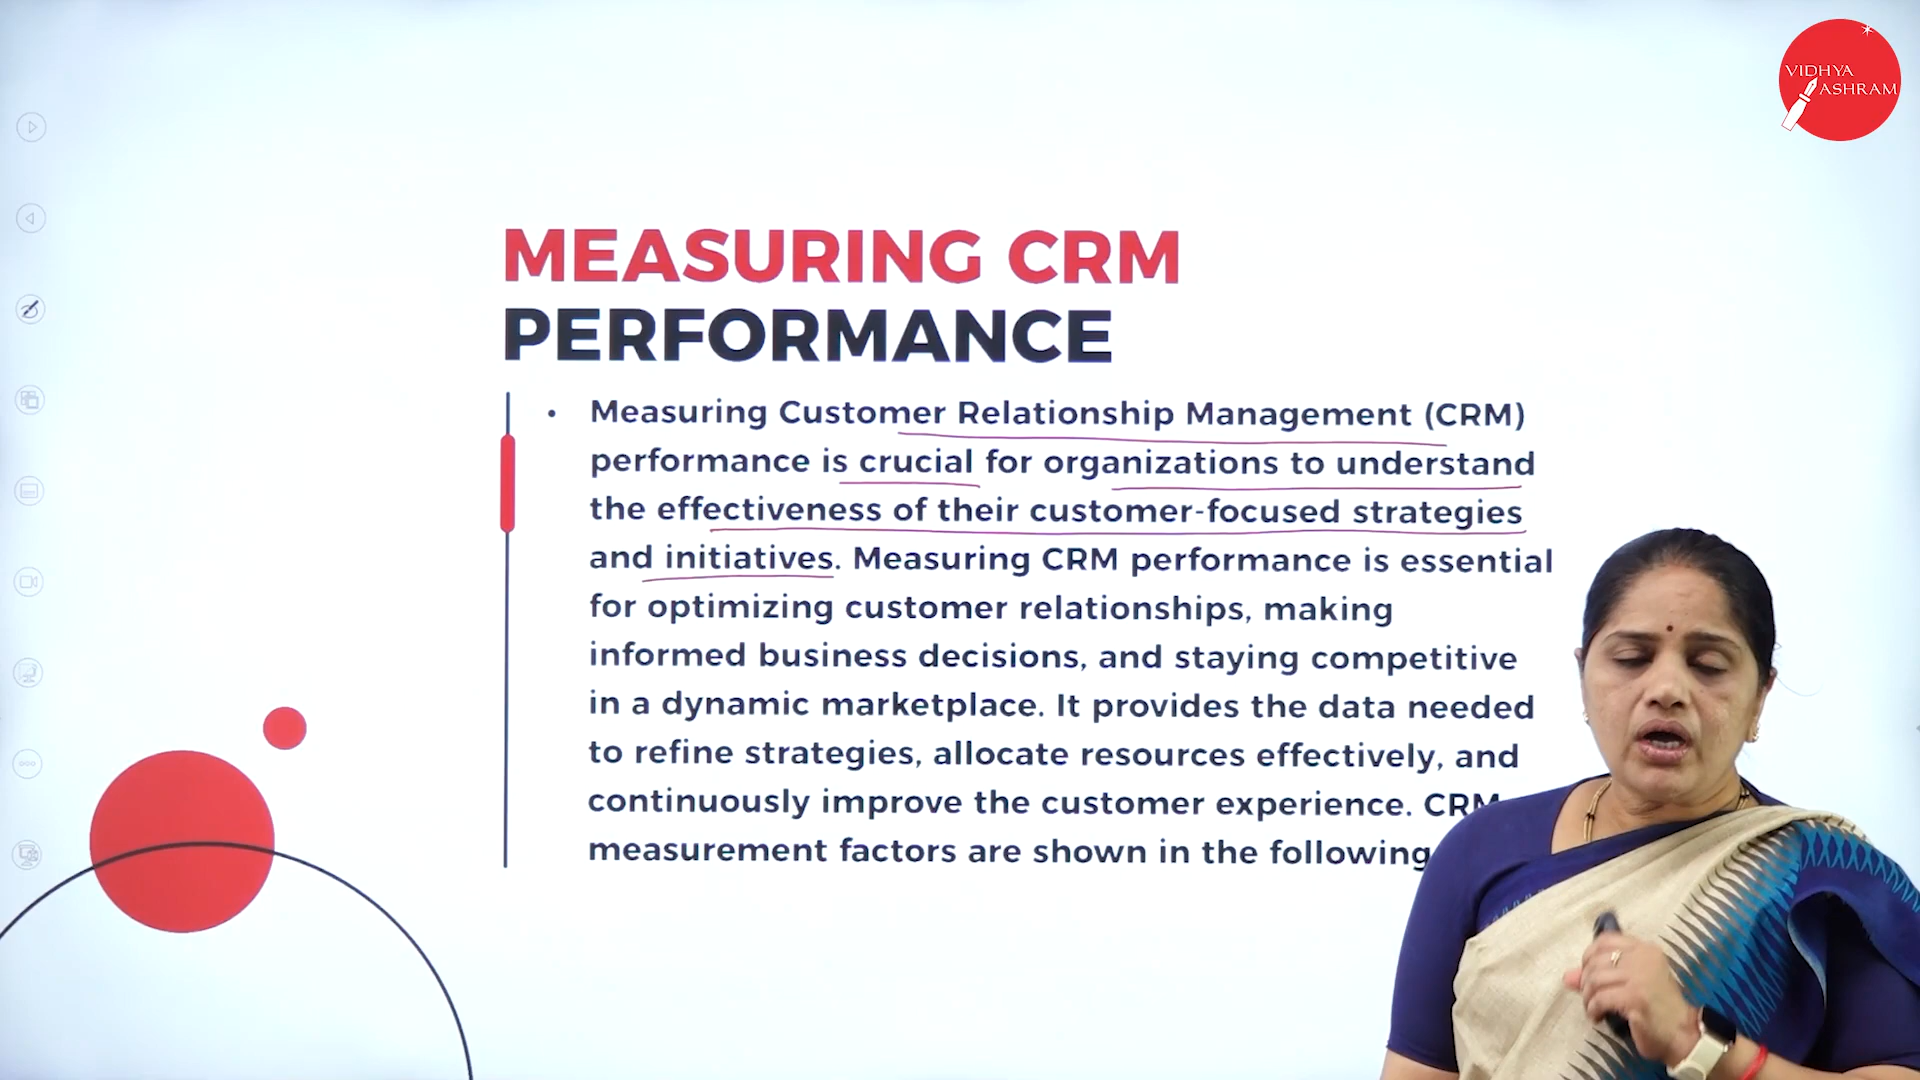 VIDHYA
ASHRAM
MEASURING CRM
PERFORMANCE
• Measuring Customer Relationship Management (CRM)
performance is crucial for organizations to understand
the effectiveness of their customer-focused strategies
and initiatives. Measuring CRM performance is essential
for optimizing customer relationships, making
informed business decisions, and staying competitive
in a dynamic marketplace. It provides the data needed
to refine strategies, allocate resources effectively, and
continuously improve the customer experience. CRM
measurement factors are shown in the following